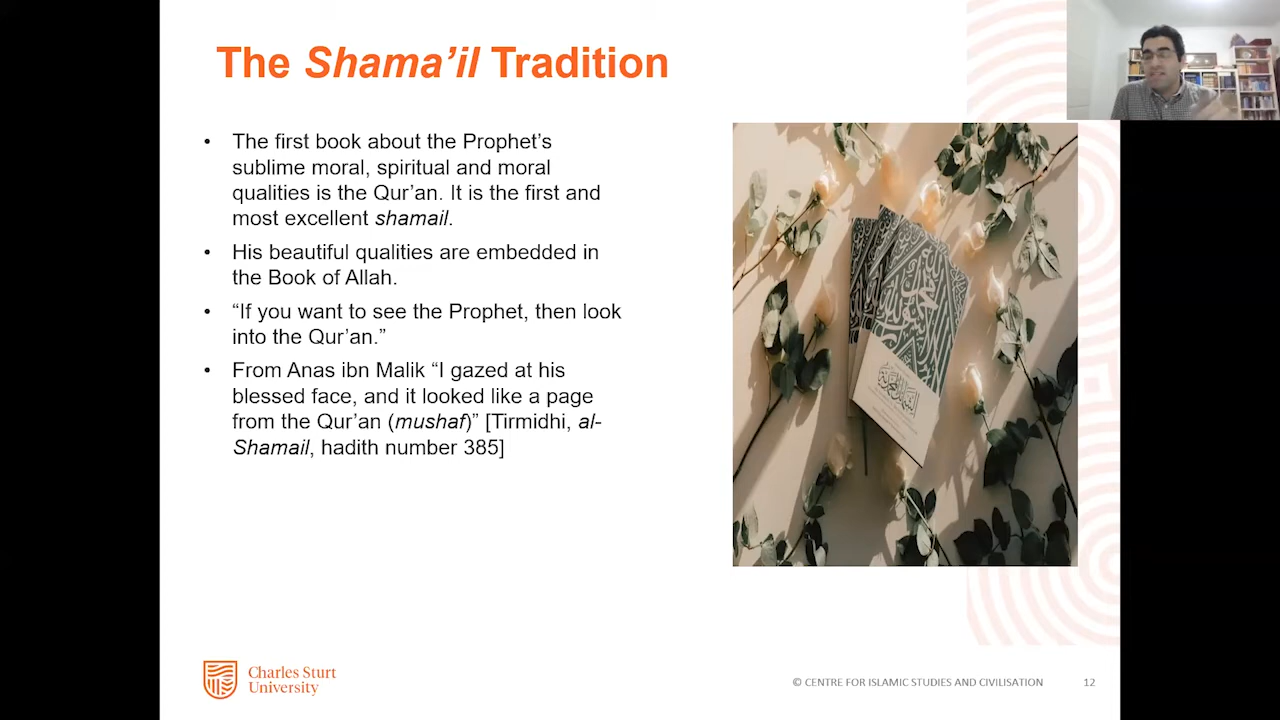 The Shama’il Tradition
• The first book about the Prophet’s
sublime moral, spiritual and moral
qualities is the Qur’an. It is the first and
most excellent shamail.
• His beautiful qualities are embedded in
the Book of Allah.
• “If you want to see the Prophet, then look
into the Qur’an.”
• From Anas ibn Malik “I gazed at his
blessed face, and it looked like a page
from the Qur’an (mushaf)” [Tirmidhi, al-
Shamail, hadith number 385]
Charles Sturt
University
© CENTRE FOR ISLAMIC STUDIES AND CIVILISATION
12